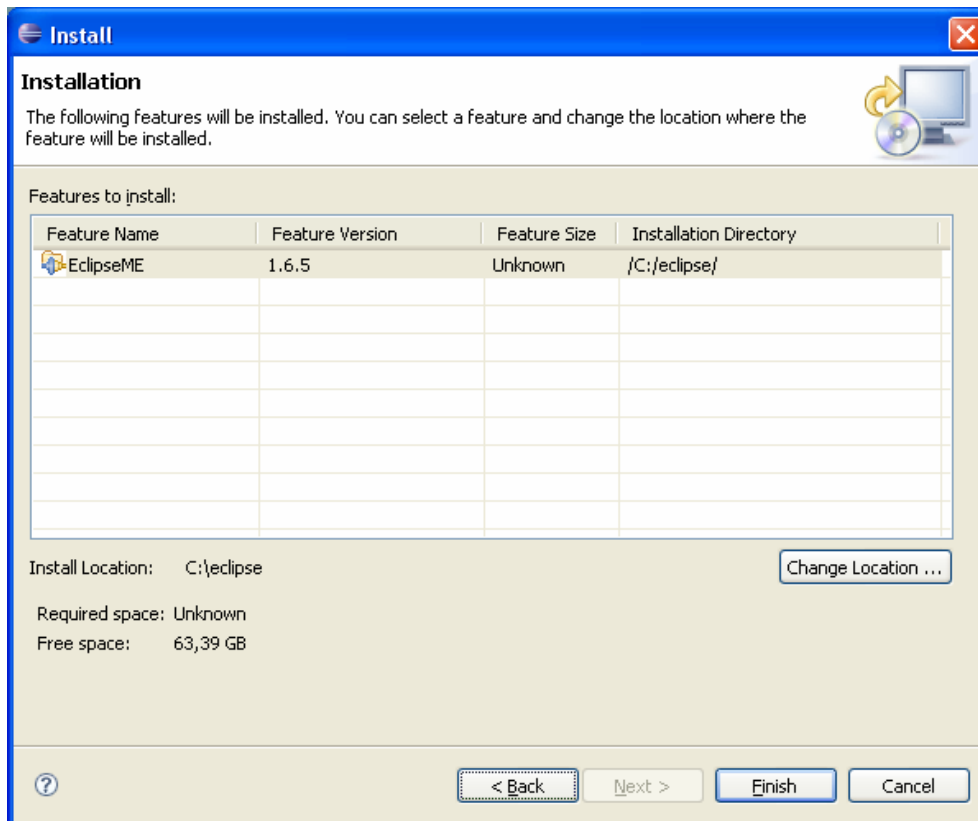 Install
Installation
The following features will be installed. You can select a feature and change the location where the
feature will be installed.
Features to install:
Feature Name Feature Version Feature Size Installation Directory
EclipseME 1.6.5 Unknown /C:/eclipse/
Install Location: C:\eclipse
Change Location ...
Required space: Unknown
Free space: 63,39 GB
? < Back Next > Finish Cancel